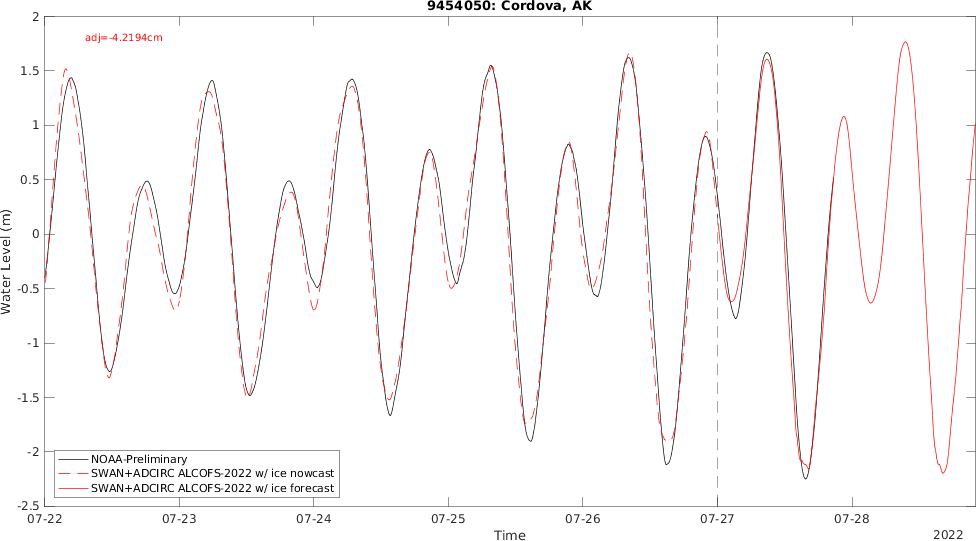 9454050: Cordova, AK
adj=-4.2194cm
Water Level (m)
2
1.5
1
0.5
0
-0.5
-1
-1.5
-2
-2.5
NOAA-Preliminary
SWAN+ADCIRC ALCOFS-2022 w/ ice nowcast
SWAN+ADCIRC ALCOFS-2022 w/ ice forecast
07-22 07-23 07-24 07-25 07-26 07-27 07-28
Time
2022